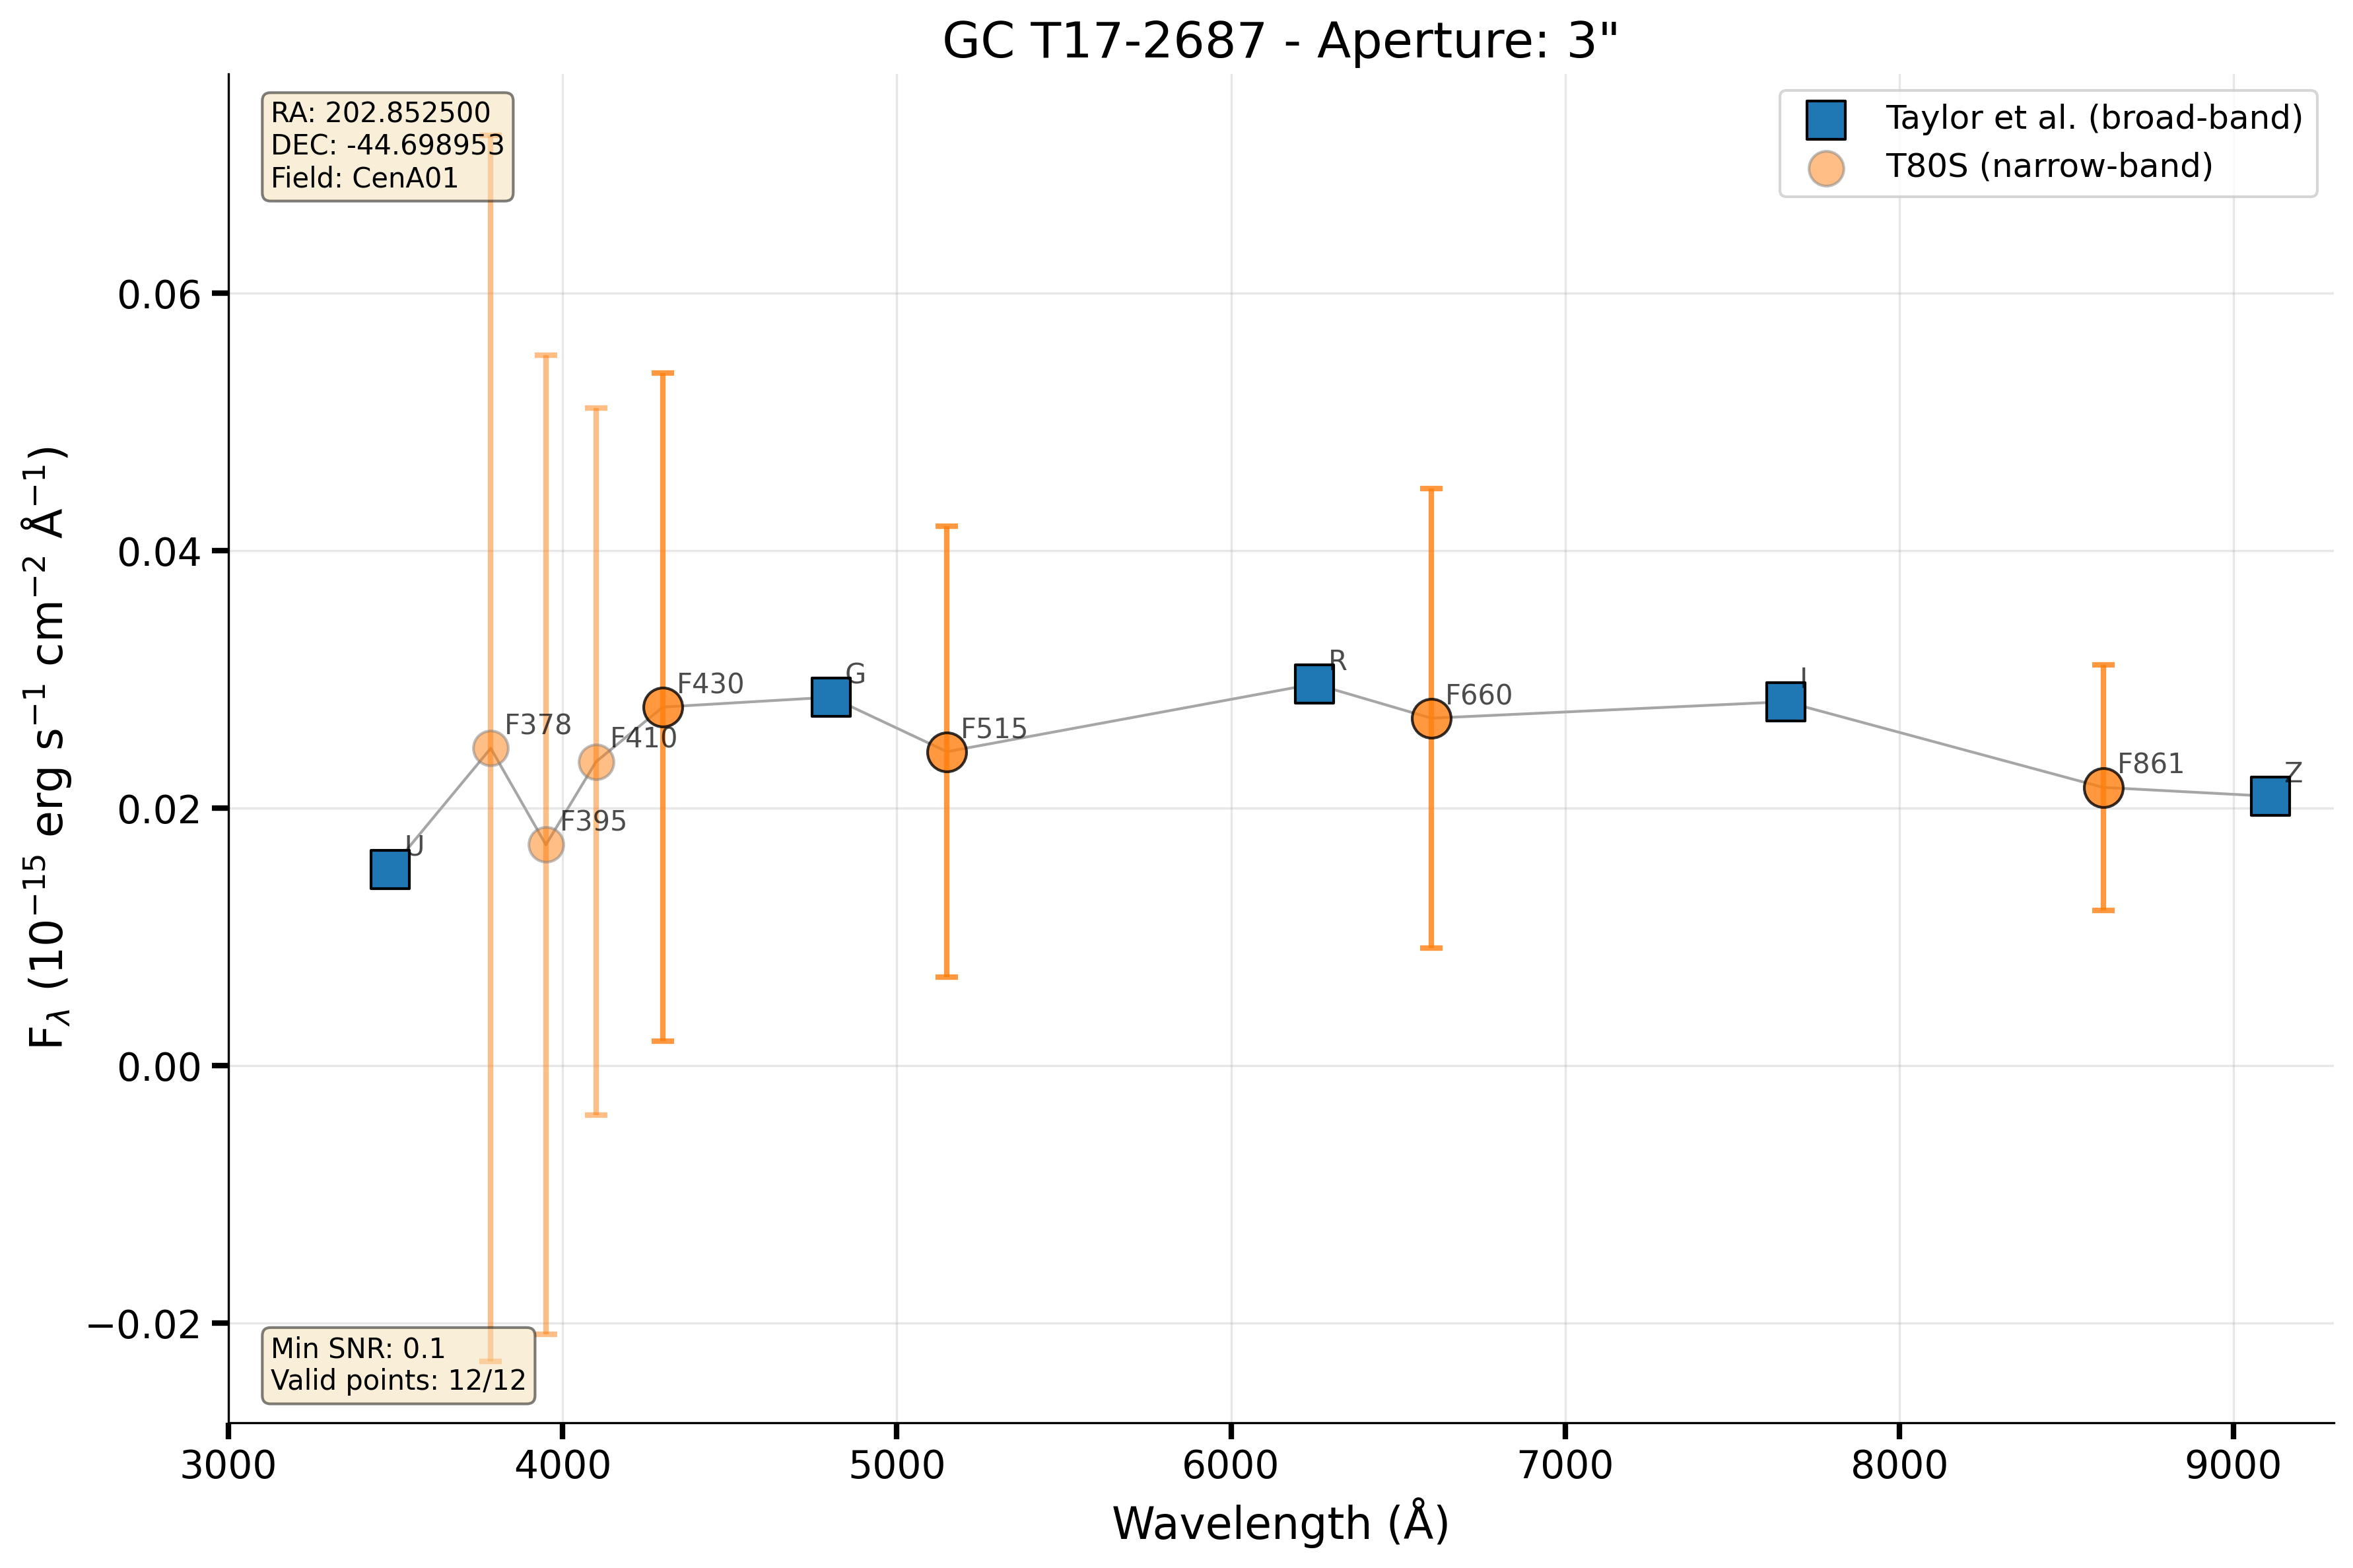 GC T17-2687 - Aperture: 3"
RA: 202.852500
DEC: -44.698953
Field: CenA01
Taylor et al. (broad-band)
T80S (narrow-band)
F_λ (10⁻¹⁵ erg s⁻¹ cm⁻² Å⁻¹)
0.06
0.04
0.02
0.00
−0.02
U
F378
F395
F410
F430
G
F515
R
F660
I
F861
Z
Min SNR: 0.1
Valid points: 12/12
3000 4000 5000 6000 7000 8000 9000
Wavelength (Å)